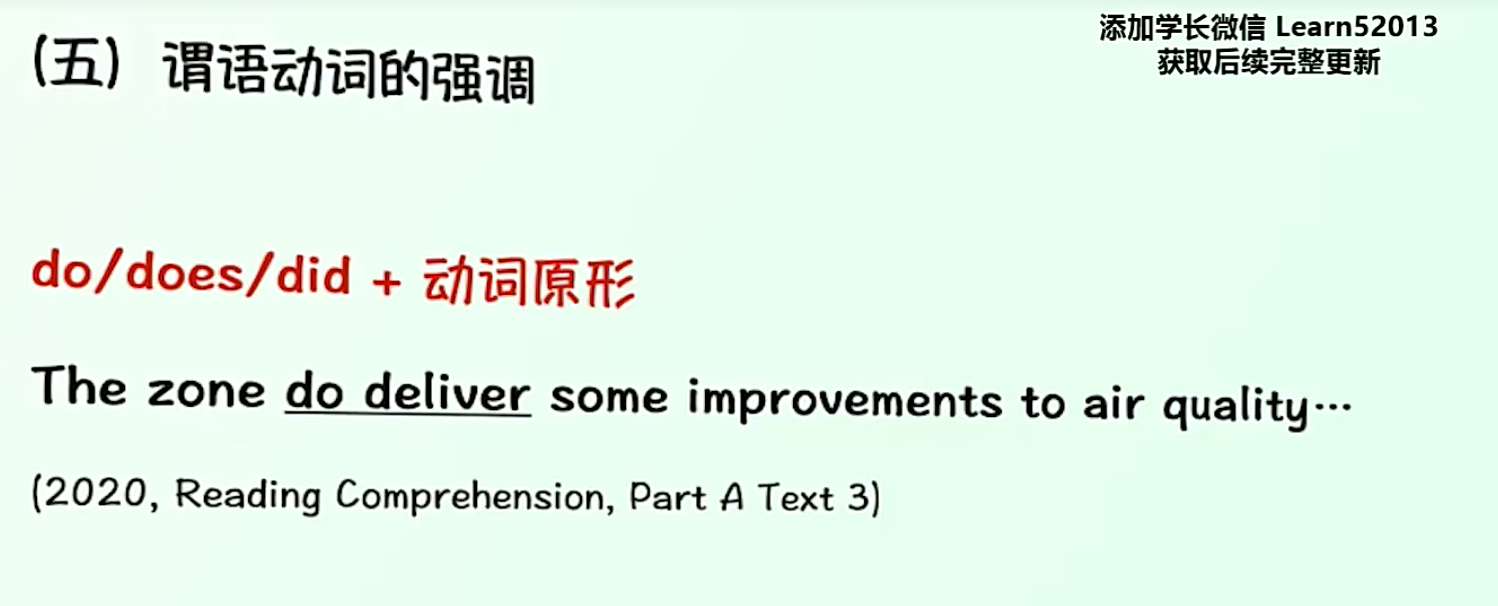 添加学长微信 Learn52013
获取后续完整更新
(五) 谓语动词的强调
do/does/did + 动词原形
The zone do deliver some improvements to air quality…
(2020, Reading Comprehension, Part A Text 3)